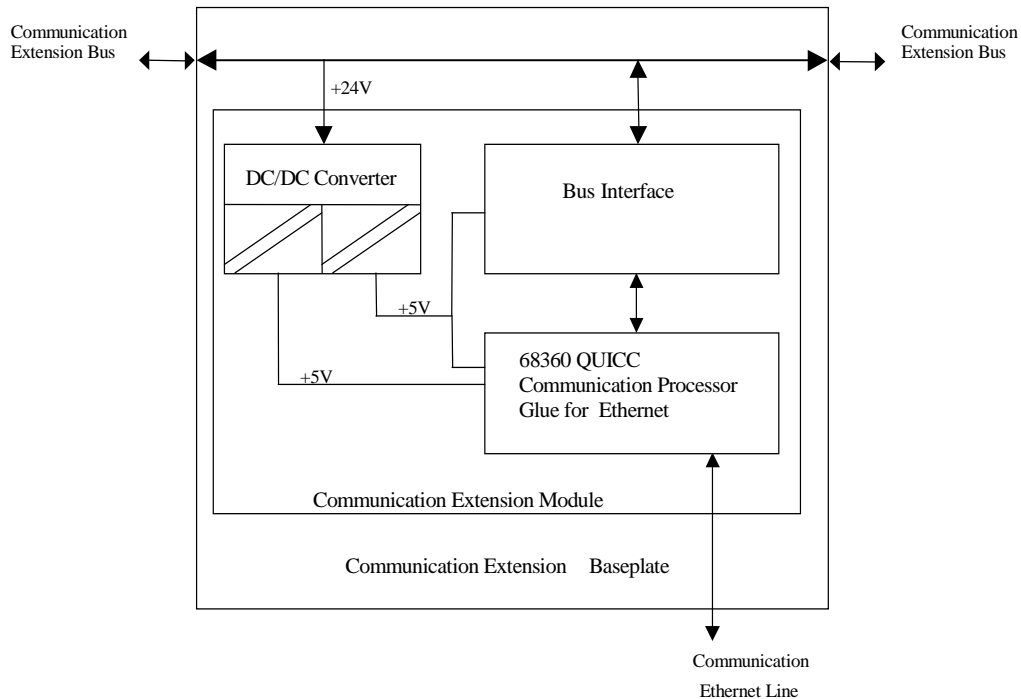 Communication
Extension Bus
Communication
Extension Bus
+24V
DC/DC Converter
Bus Interface
+5V
+5V
68360 QUICC
Communication Processor
Glue for Ethernet
Communication Extension Module
Communication Extension Baseplate
Communication
Ethernet Line